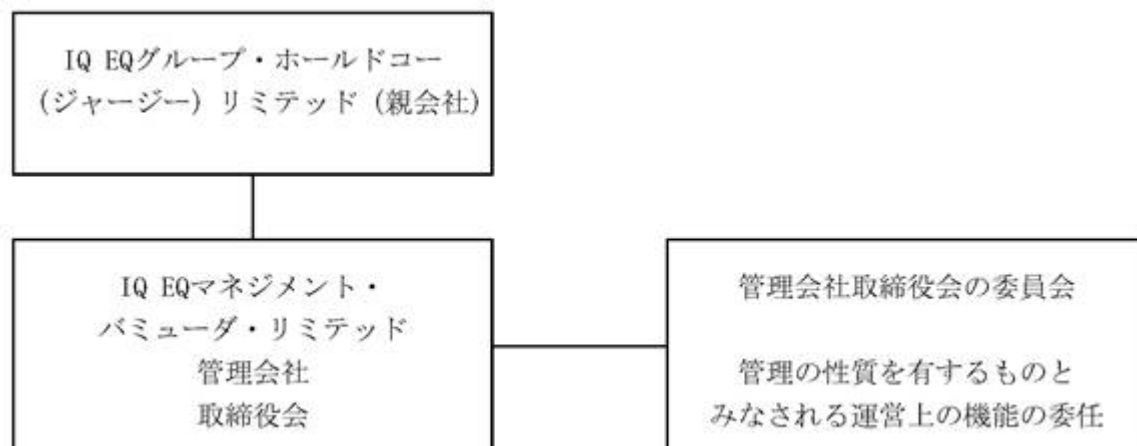 IQ EQグループ・ホールドコー
（ジャージー）リミテッド（親会社）
IQ EQマネジメント・
バミューダ・リミテッド
管理会社
取締役会
管理会社取締役会の委員会
管理の性質を有するものと
みなされる運営上の機能の委任